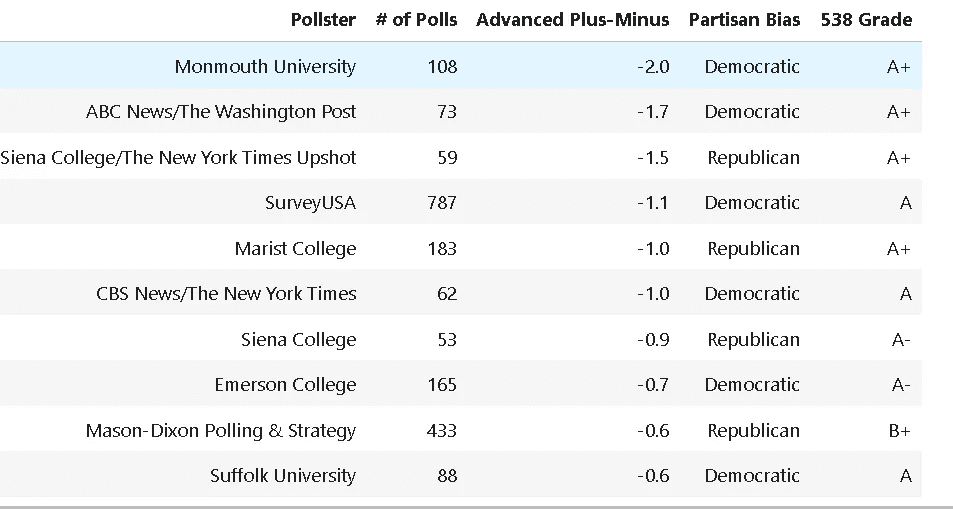 Pollster # of Polls Advanced Plus-Minus Partisan Bias 538 Grade
Monmouth University 108 -2.0 Democratic A+
ABC News/The Washington Post 73 -1.7 Democratic A+
Siena College/The New York Times Upshot 59 -1.5 Republican A+
SurveyUSA 787 -1.1 Democratic A
Marist College 183 -1.0 Republican A+
CBS News/The New York Times 62 -1.0 Democratic A
Siena College 53 -0.9 Republican A-
Emerson College 165 -0.7 Democratic A-
Mason-Dixon Polling & Strategy 433 -0.6 Republican B+
Suffolk University 88 -0.6 Democratic A